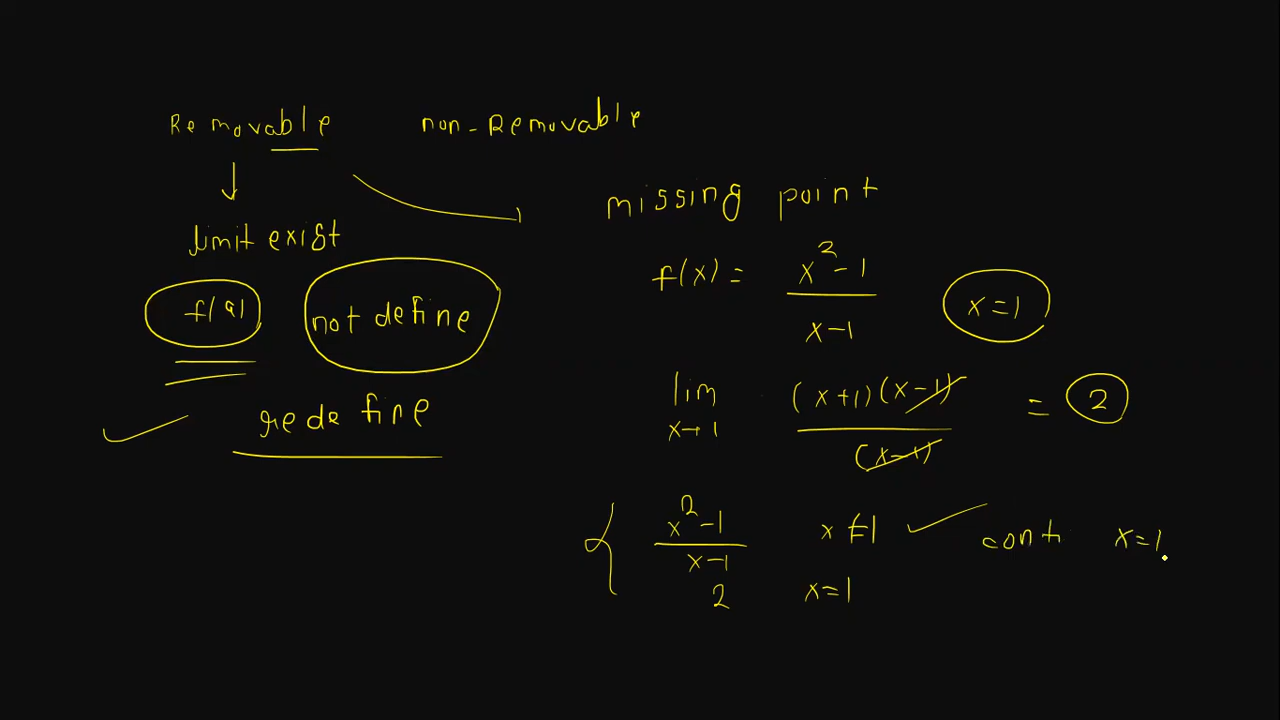 Removable non-Removable
limit exist
f(a) not define
redefine
missing point
f(x) = x²-1 / x-1 x=1
lim x→1 (x+1)(x-1) / (x-1) = 2
{ x²-1 / x-1 x≠1 conti x=1
2 x=1